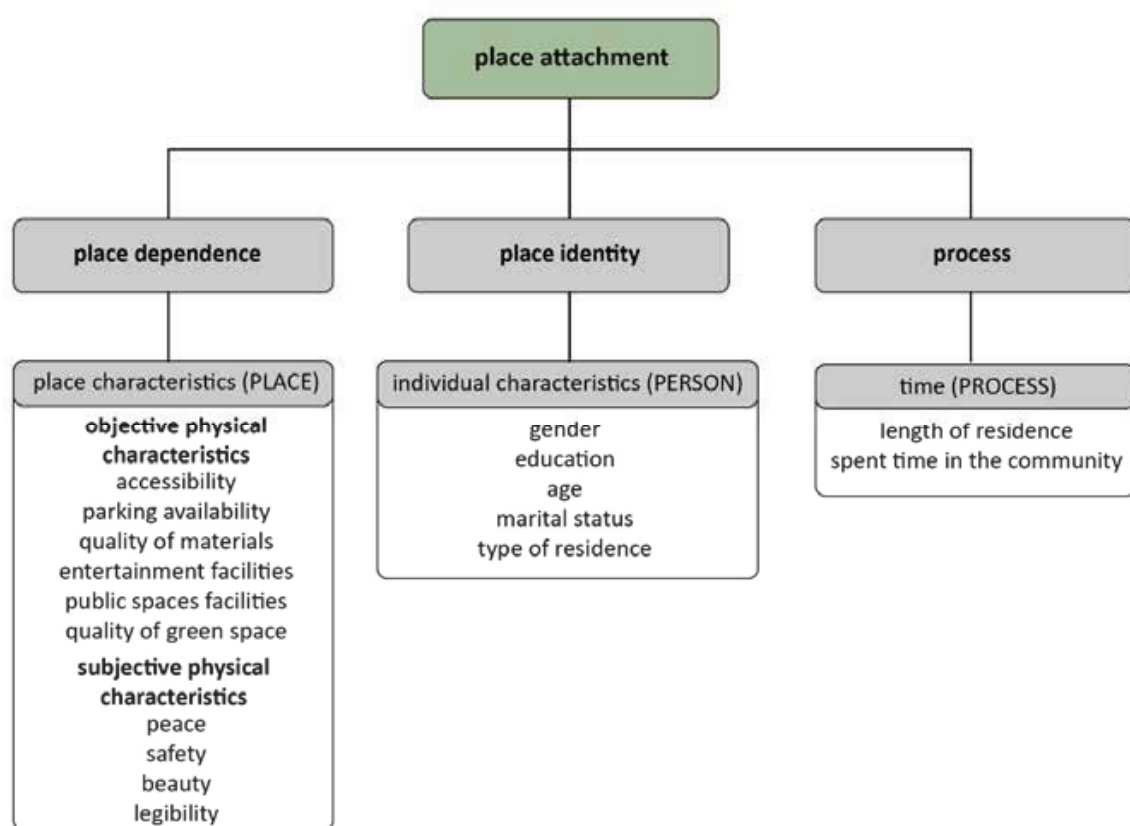 place attachment
place dependence
place characteristics (PLACE)
objective physical
characteristics
accessibility
parking availability
quality of materials
entertainment facilities
public spaces facilities
quality of green space
subjective physical
characteristics
peace
safety
beauty
legibility
place identity
individual characteristics (PERSON)
gender
education
age
marital status
type of residence
process
time (PROCESS)
length of residence
spent time in the community